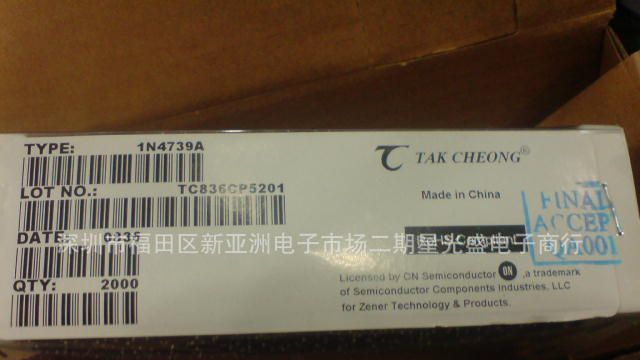 TYPE: 1N4739A
LOT NO.: TC836CP5201
DATE: 0835
QTY: 2000
TAK CHEONG®
Made in China
FINAL
ACCEP
深圳市福田区新亚洲电子市场二期星光盛电子商行
Licensed by CN Semiconductor ON ,a trademark
of Semiconductor Components Industries, LLC
for Zener Technology & Products.